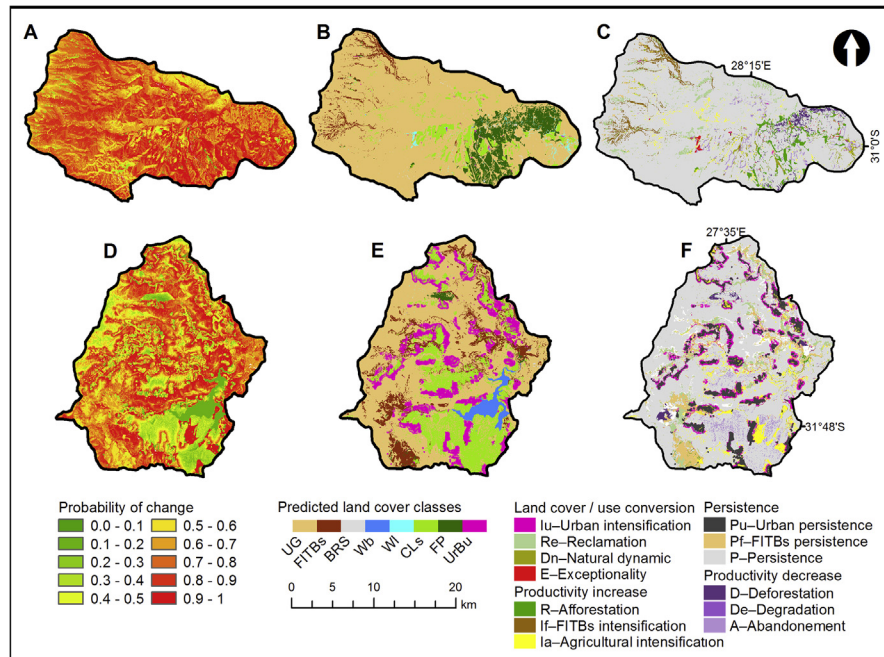 A
B
C
28°15'E
31°0'S
D
E
F
27°35'E
31°48'S
Probability of change
0.0 - 0.1
0.5 - 0.6
0.1 - 0.2
0.6 - 0.7
0.2 - 0.3
0.7 - 0.8
0.3 - 0.4
0.8 - 0.9
0.4 - 0.5
0.9 - 1
Predicted land cover classes
UG
FITBs
BRS
Wb
Wl
CLs
FP
UrBu
0
10
20
km
Land cover / use conversion
Iu–Urban intensification
Re–Reclamation
Dn–Natural dynamic
E–Exceptionality
Productivity increase
R–Afforestation
If–FITBs intensification
Ia–Agricultural intensification
Persistence
Pu–Urban persistence
Pf–FITBs persistence
P–Persistence
Productivity decrease
D–Deforestation
De–Degradation
A–Abandonement